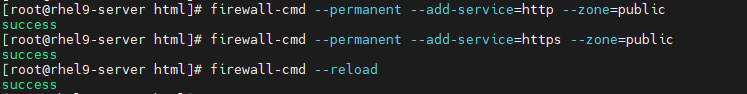 [root@rhel9-server html]# firewall-cmd --permanent --add-service=http --zone=public
success
[root@rhel9-server html]# firewall-cmd --permanent --add-service=https --zone=public
success
[root@rhel9-server html]# firewall-cmd --reload
success